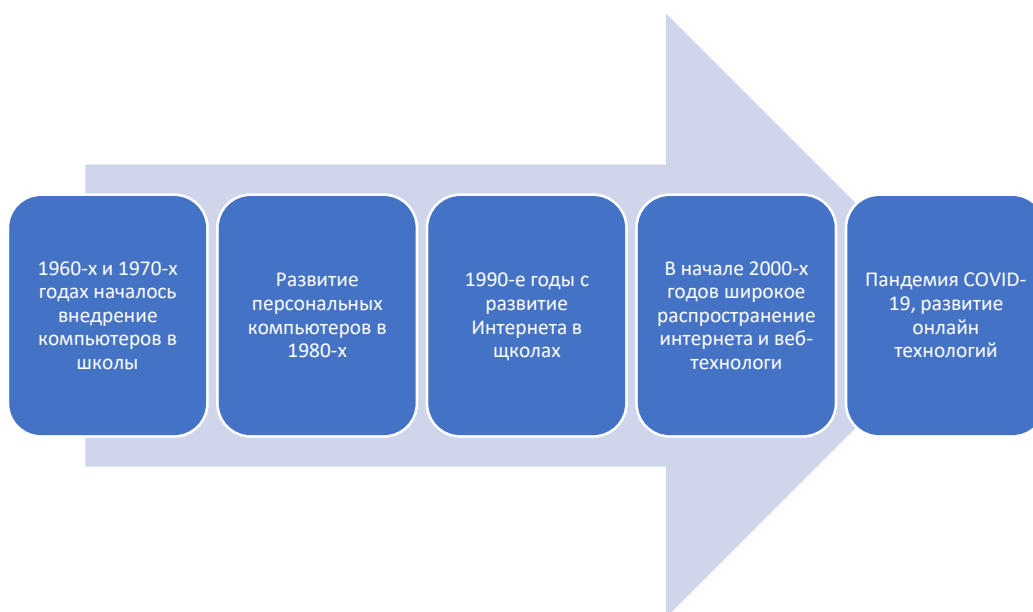 1960-х и 1970-х
годах началось
внедрение
компьютеров в
школы
Развитие
персональных
компьютеров в
1980-х
1990-е годы с
развитие
Интернета в
щколах
В начале 2000-х
годов широкое
распространение
интернета и веб-
технологи
Пандемия COVID-
19, развитие
онлайн
технологий